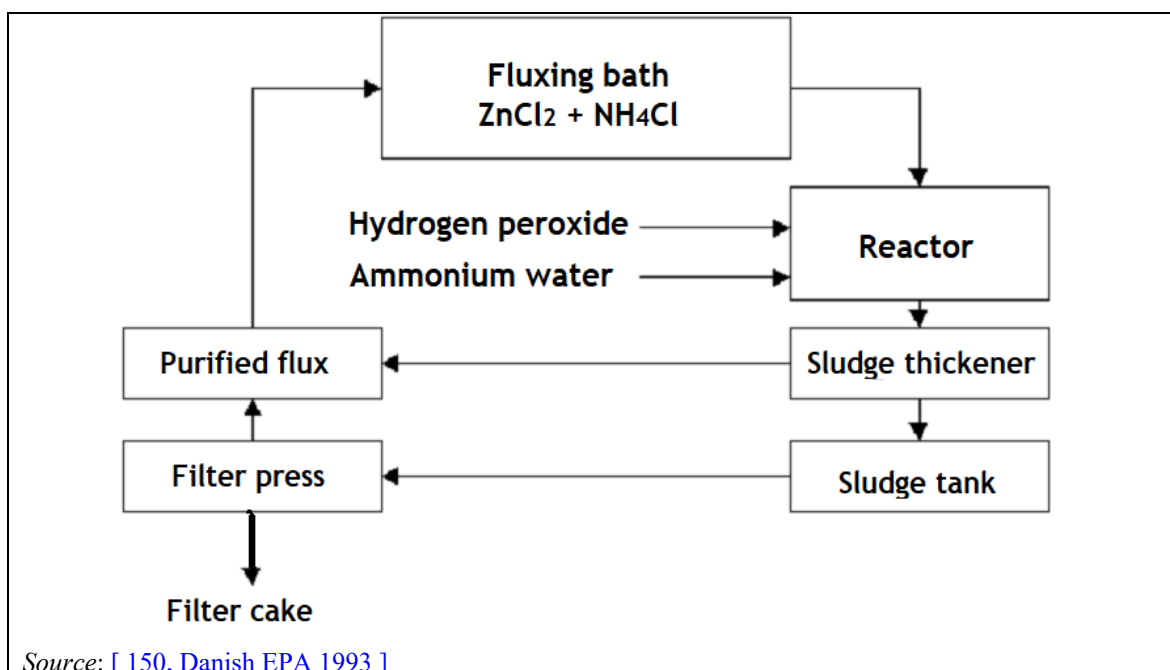 Fluxing bath
ZnCl2 + NH4Cl
Hydrogen peroxide
Ammonium water
Reactor
Purified flux
Sludge thickener
Filter press
Sludge tank
Filter cake
Source: [ 150, Danish EPA 1993 ]